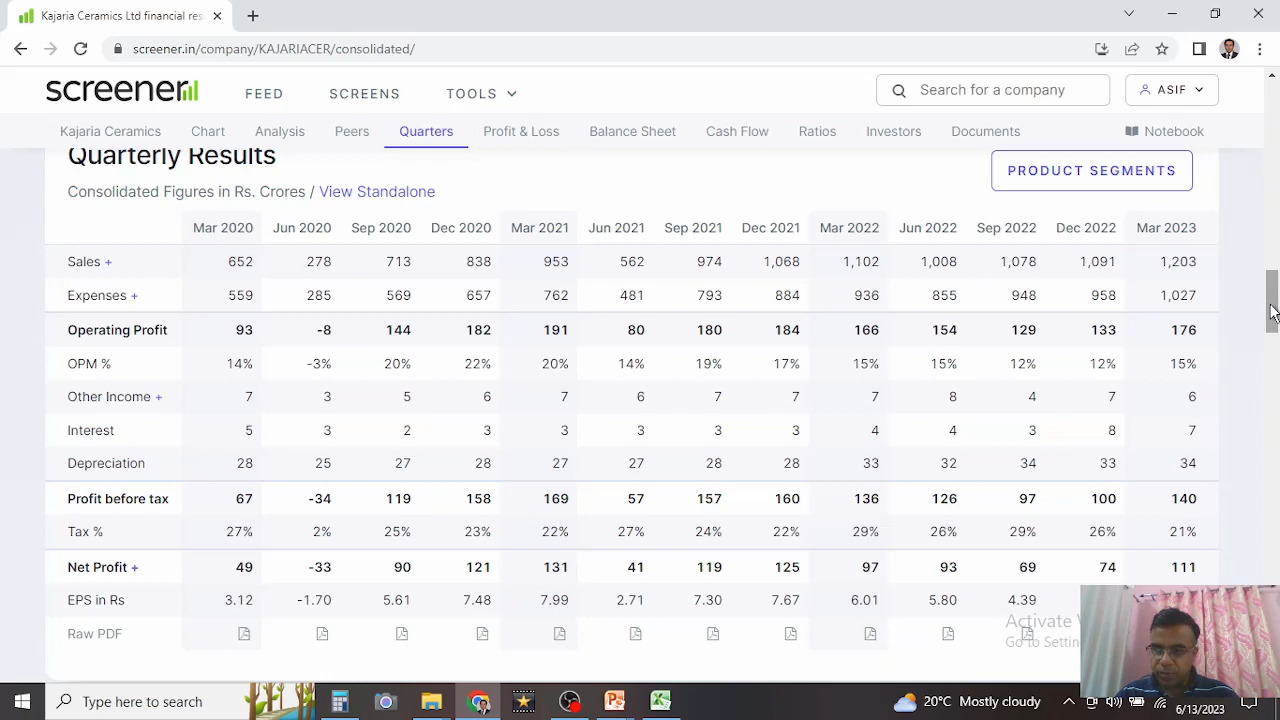 Kajaria Ceramics Ltd financial res
screener.in/company/KAJARIACER/consolidated/
screener FEED SCREENS TOOLS Search for a company ASIF
Kajaria Ceramics Chart Analysis Peers Quarters Profit & Loss Balance Sheet Cash Flow Ratios Investors Documents Notebook
Quarterly Results
PRODUCT SEGMENTS
Consolidated Figures in Rs. Crores / View Standalone
Mar 2020 Jun 2020 Sep 2020 Dec 2020 Mar 2021 Jun 2021 Sep 2021 Dec 2021 Mar 2022 Jun 2022 Sep 2022 Dec 2022 Mar 2023
Sales + 652 278 713 838 953 562 974 1,068 1,102 1,008 1,078 1,091 1,203
Expenses + 559 285 569 657 762 481 793 884 936 855 948 958 1,027
Operating Profit 93 -8 144 182 191 80 180 184 166 154 129 133 176
OPM % 14% -3% 20% 22% 20% 14% 19% 17% 15% 15% 12% 12% 15%
Other Income + 7 3 5 6 7 6 7 7 7 8 4 7 6
Interest 5 3 2 3 3 3 3 3 4 4 3 8 7
Depreciation 28 25 27 28 27 27 28 28 33 32 34 33 34
Profit before tax 67 -34 119 158 169 57 157 160 136 126 97 100 140
Tax % 27% 2% 25% 23% 22% 27% 24% 22% 29% 26% 29% 26% 21%
Net Profit + 49 -33 90 121 131 41 119 125 97 93 69 74 111
EPS in Rs 3.12 -1.70 5.61 7.48 7.99 2.71 7.30 7.67 6.01 5.80 4.39
Raw PDF
Activate
Go to Settin
Type here to search
20°C Mostly cloudy
6/13/2023